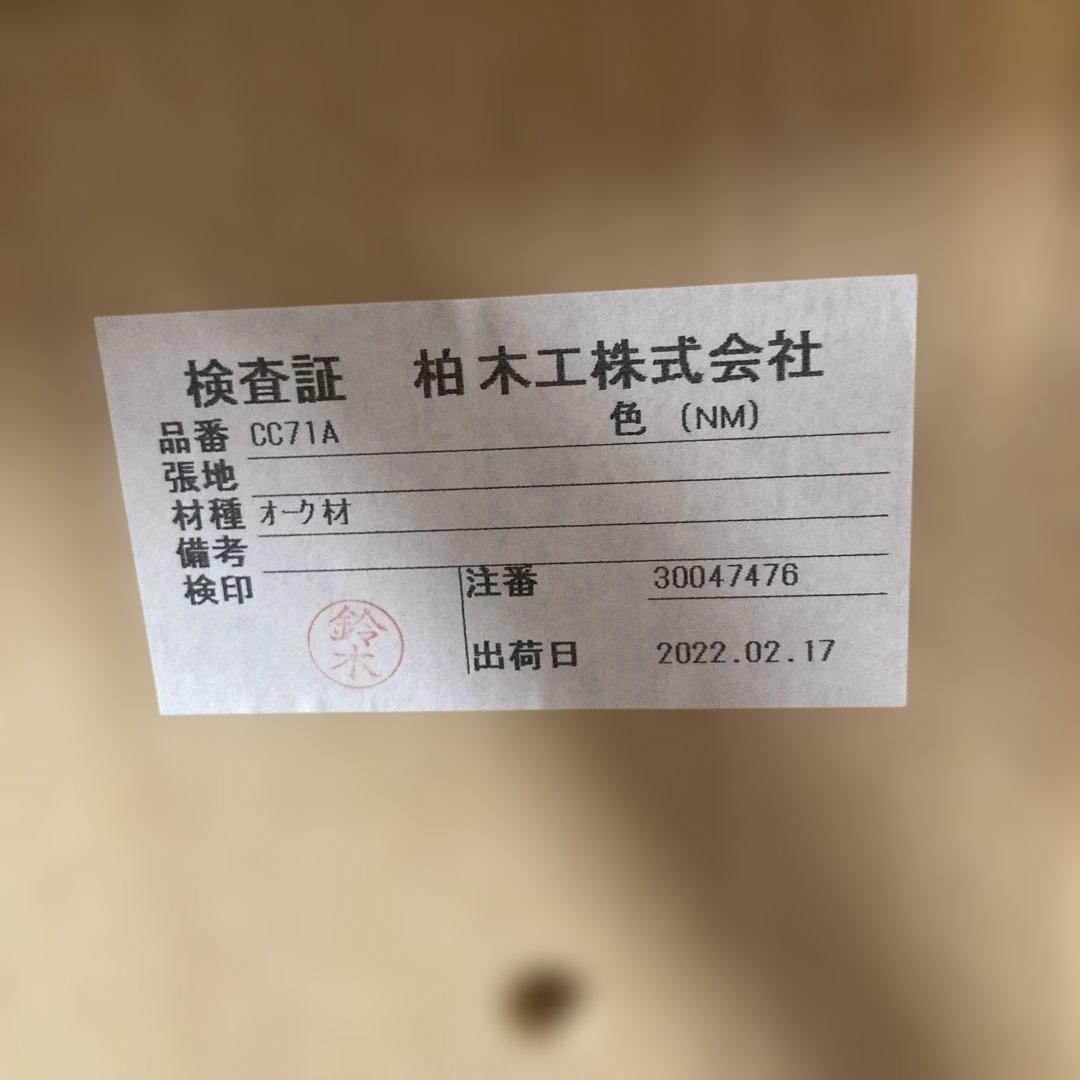 検査証 柏木工株式会社
品番 CC71A 色 (NM)
張地
材種 オーク材
備考
検印 注番 30047476
鈴木
出荷日 2022.02.17